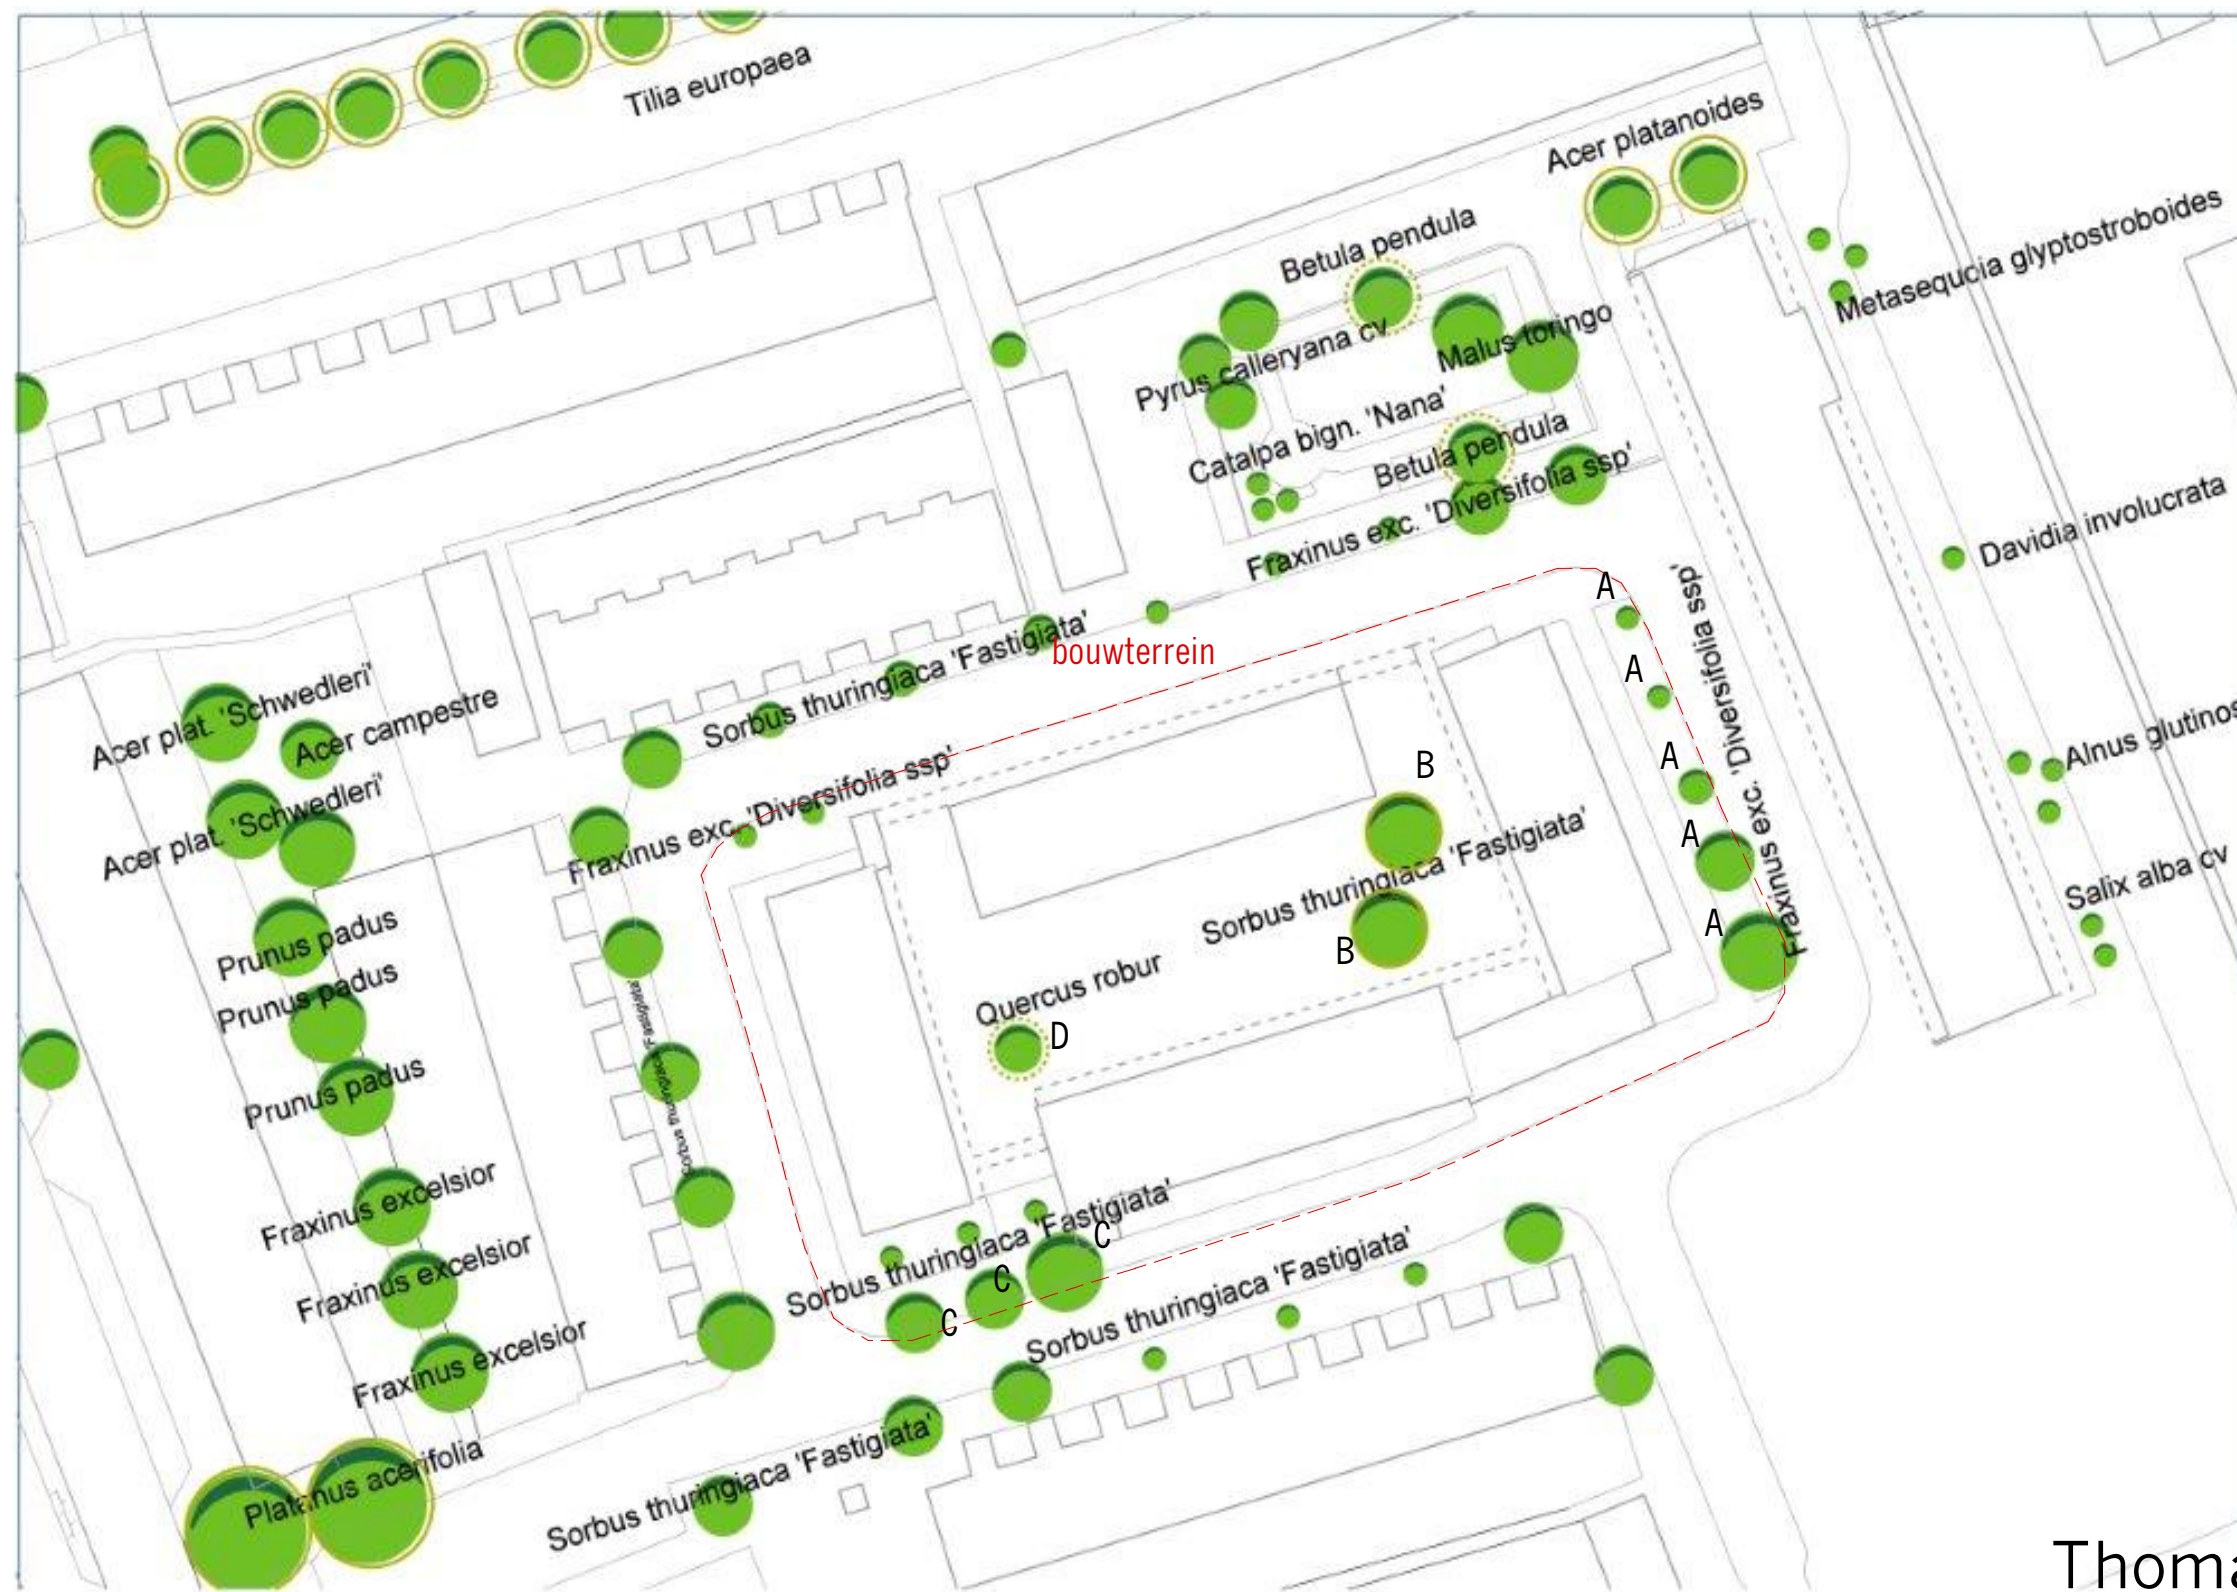 Tilia europaea
Acer platanoides
Betula pendula
Metasequoia glyptostroboides
Pyrus calleryana cv
Malus toringo
Catalpa bign. 'Nana'
Betula pendula
Fraxinus exc. 'Diversifolia ssp'
Davidia involucrata
A
Fraxinus exc. 'Diversifolia ssp'
Sorbus thuringiaca 'Fastigiata'
bouwterrein
A
Acer plat. 'Schwedleri'
Acer campestre
Alnus glutinos
A
B
Acer plat. 'Schwedleri'
Fraxinus exc. 'Diversifolia ssp'
A
Sorbus thuringiaca 'Fastigiata'
Salix alba cv
A
B
Prunus padus
Prunus padus
Quercus robur
D
Sorbus thuringiaca 'Fastigiata'
Prunus padus
Fraxinus excelsior
Sorbus thuringiaca 'Fastigiata'
C
C
C
Fraxinus excelsior
Sorbus thuringiaca 'Fastigiata'
Fraxinus excelsior
Platanus acerifolia
Sorbus thuringiaca 'Fastigiata'
Thoma